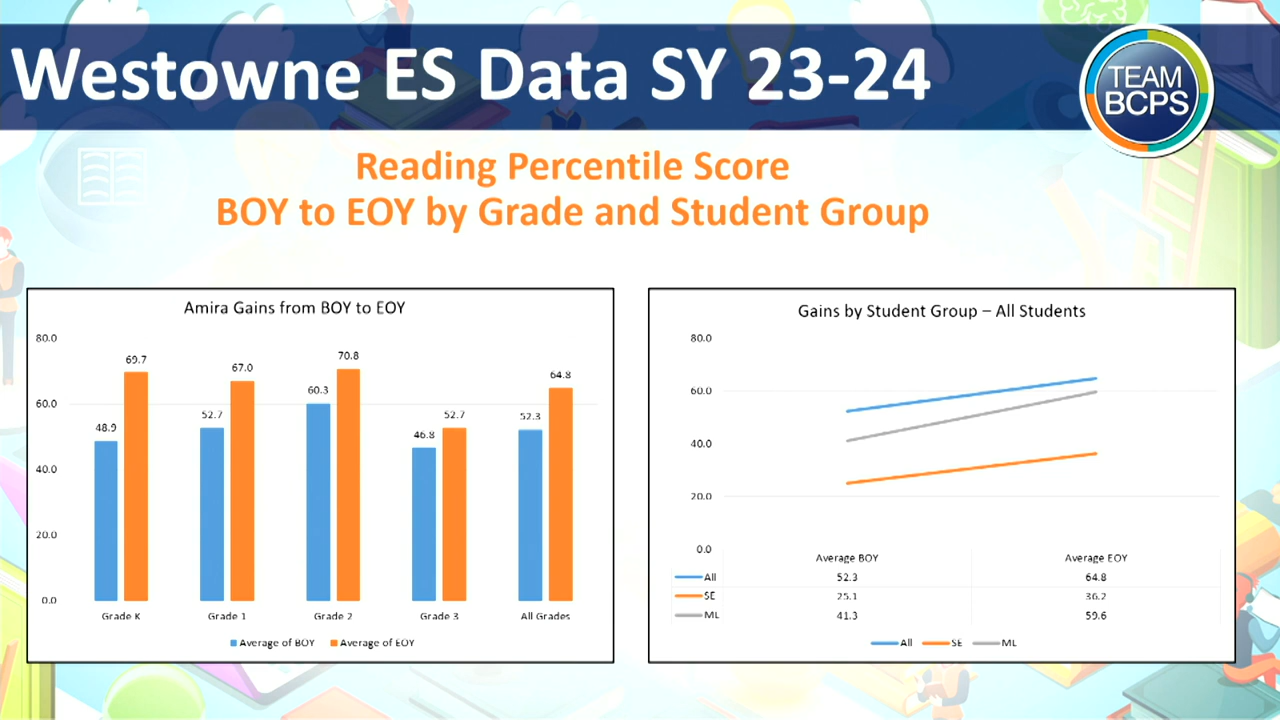 Westowne ES Data SY 23-24
TEAM
BCPS
Reading Percentile Score
BOY to EOY by Grade and Student Group
Amira Gains from BOY to EOY
80.0
60.0
40.0
20.0
0.0
48.9
69.7
52.7
67.0
60.3
70.8
46.8
52.7
52.3
64.8
Grade K
Grade 1
Grade 2
Grade 3
All Grades
Average of BOY
Average of EOY
Gains by Student Group – All Students
80.0
60.0
40.0
20.0
0.0
Average BOY
Average EOY
All 52.3 64.8
SE 25.1 36.2
ML 41.3 59.6
All
SE
ML